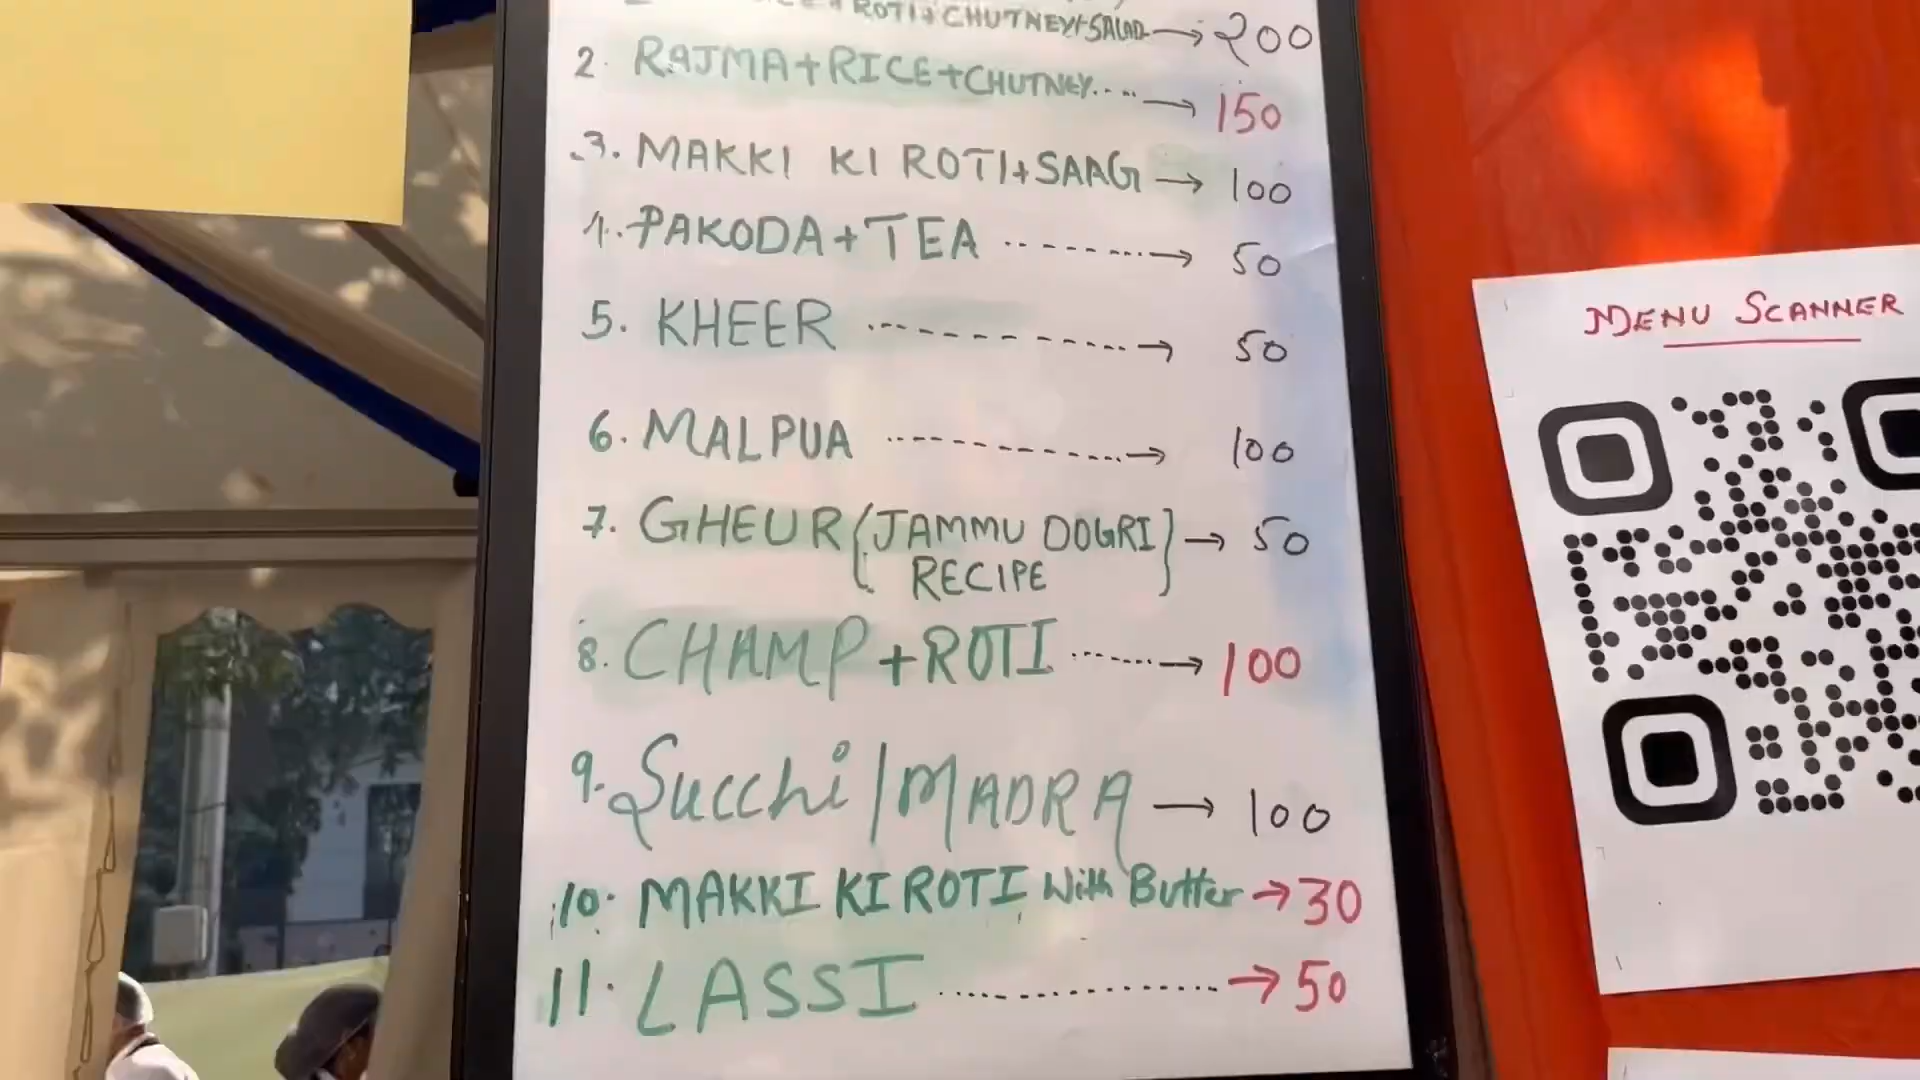 ROTI+CHUTNEY+SALAD → 200
2. RAJMA+RICE+CHUTNEY.... → 150
3. MAKKI KI ROTI+SAAG → 100
4. PAKODA+TEA ........ → 50
5. KHEER ........ → 50
6. MALPUA ........ → 100
7. GHEUR [JAMMU DOGRI → 50
RECIPE]
8. CHAMP+ROTI ...... → 100
9. Succhi/MADRA → 100
10. MAKKI KI ROTI With Butter → 30
11. LASSI ........ → 50
MENU SCANNER